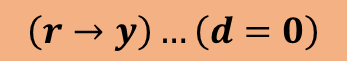 (r → y) ... (d = 0)